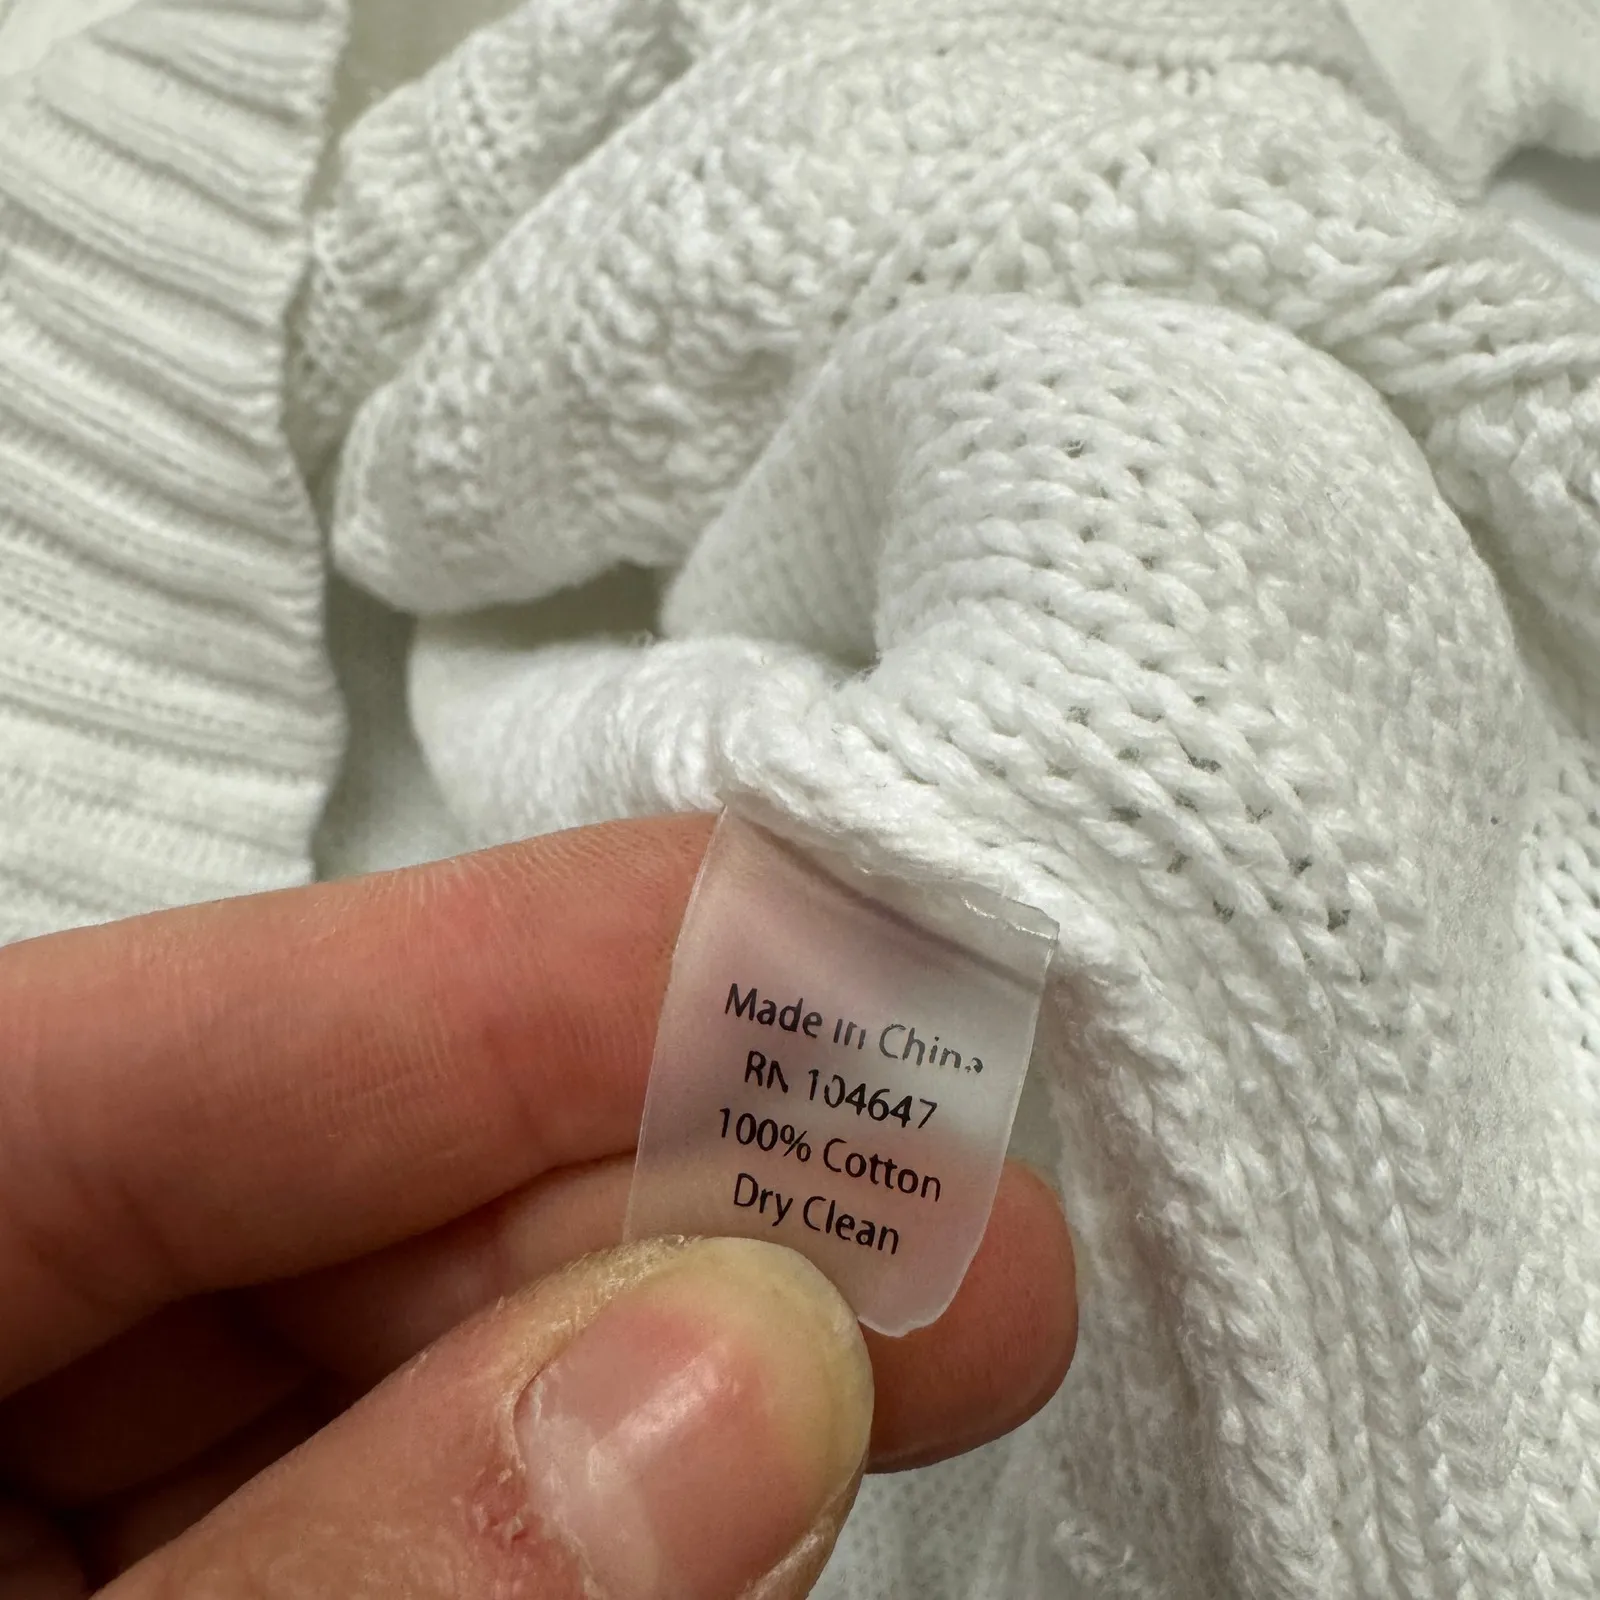 Made in China
RN 104647
100% Cotton
Dry Clean